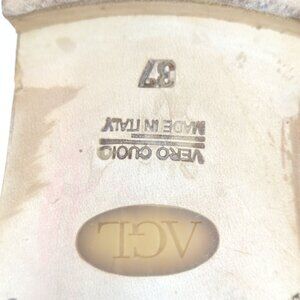 AGL
VERO CUOIO
MADE IN ITALY
37